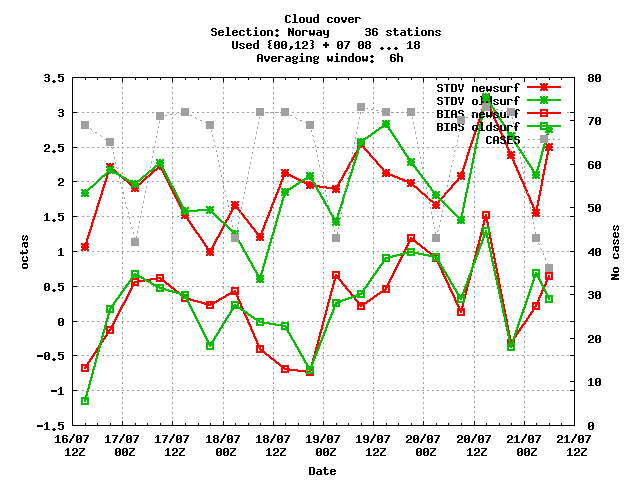 Cloud cover
Selection: Norway 36 stations
Used {00,12} + 07 08 ... 18
Averaging window: 6h
3.5
3
2.5
2
1.5
1
0.5
0
-0.5
-1
-1.5
octas
80
70
60
50
40
30
20
10
0
No cases
STDV newsurf
STDV oldsurf
BIAS newsurf
BIAS oldsurf
CASES
16/07 17/07 17/07 18/07 18/07 19/07 19/07 20/07 20/07 21/07 21/07
12Z 00Z 12Z 00Z 12Z 00Z 12Z 00Z 12Z 00Z 12Z
Date